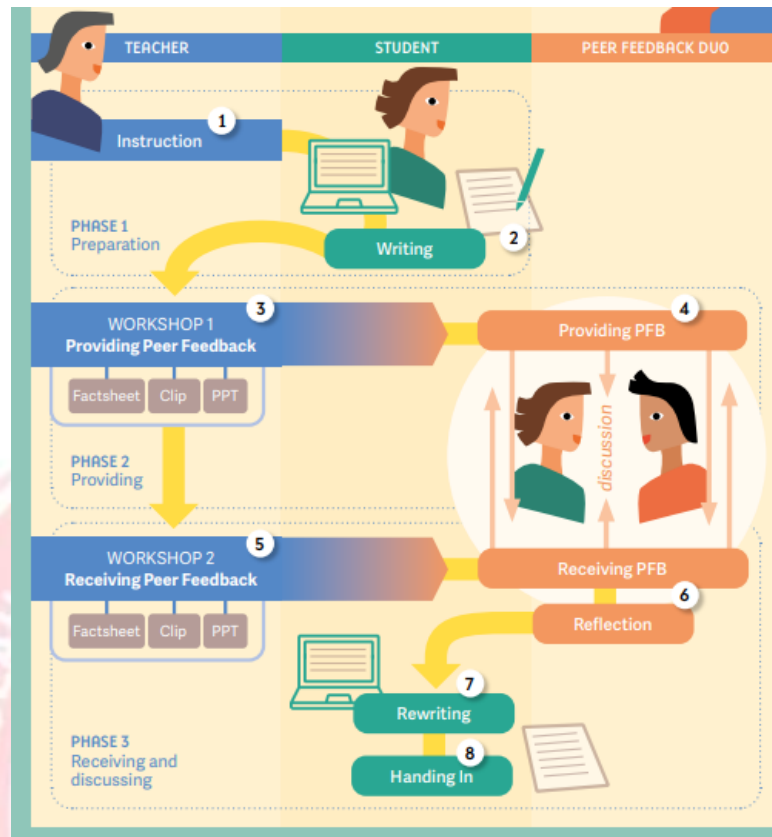 TEACHER
STUDENT
PEER FEEDBACK DUO
1
Instruction
PHASE 1
Preparation
Writing
2
WORKSHOP 1
3
Providing Peer Feedback
Factsheet
Clip
PPT
4
Providing PFB
discussion
PHASE 2
Providing
WORKSHOP 2
5
Receiving Peer Feedback
Factsheet
Clip
PPT
Receiving PFB
6
Reflection
7
Rewriting
8
Handing In
PHASE 3
Receiving and
discussing